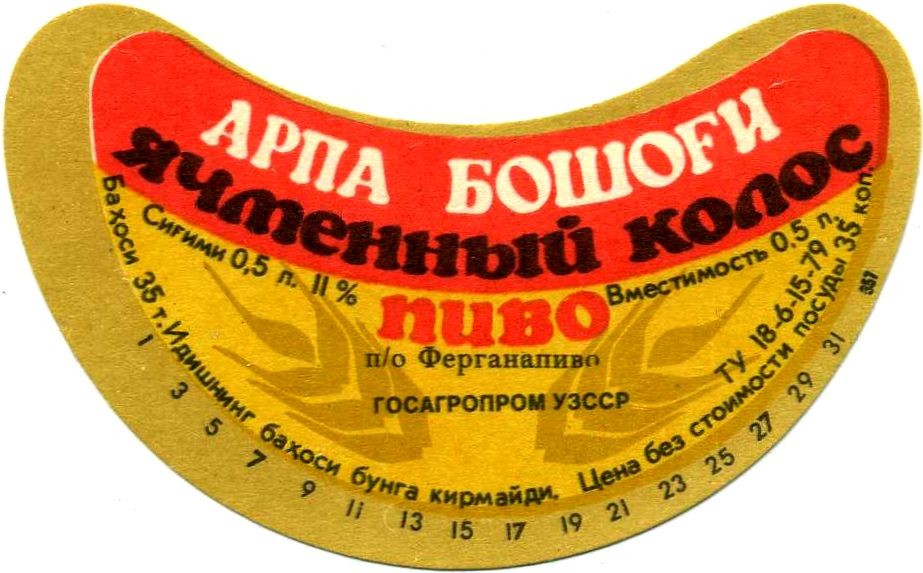 АРПА БОШОҒИ
ЯЧМЕННЫЙ КОЛОС
Сиғими 0,5 л. 11 %
пиво
Вместимость 0,5 л.
п/о Ферганапиво
ТУ 18-6-15-79
ГОСАГРОПРОМ УЗССР
Баҳоси 35 т. Идишнинг баҳоси бунга кирмайди. Цена без стоимости посуды 35 коп.
357
1 3 5 7 9 11 13 15 17 19 21 23 25 27 29 31